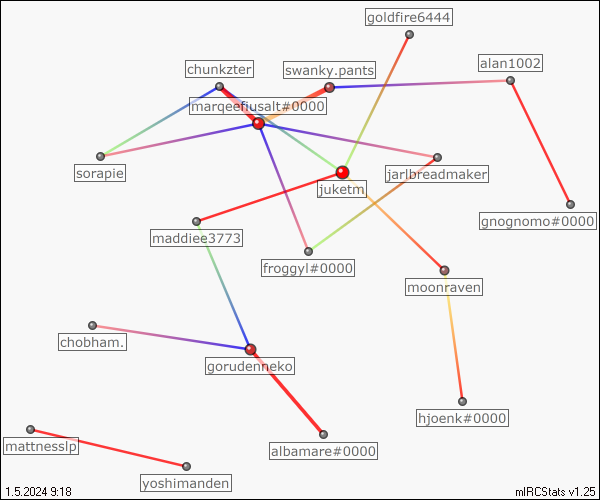 goldfire6444
chunkzter
swanky.pants
alan1002
marqeefiusalt#0000
sorapie
jarlbreadmaker
juketm
gnognomo#0000
maddiee3773
froggyl#0000
moonraven
chobham.
gorudenneko
hjoenk#0000
mattnesslp
albamare#0000
yoshimanden
1.5.2024 9:18
mIRCStats v1.25